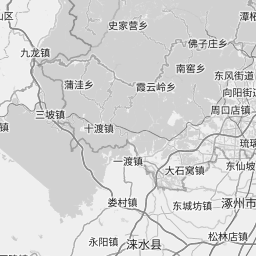 史家营乡
潭柘
山区
佛子庄乡
九龙镇
南窖乡
东风街道
蒲洼乡
霞云岭乡
向阳街道
周口店镇
三坡镇
十渡镇
镇
琉璃
一渡镇
大石窝镇
东仙坡
娄村镇
东城坊镇
涿州市
永阳镇
涞水县
松林店镇